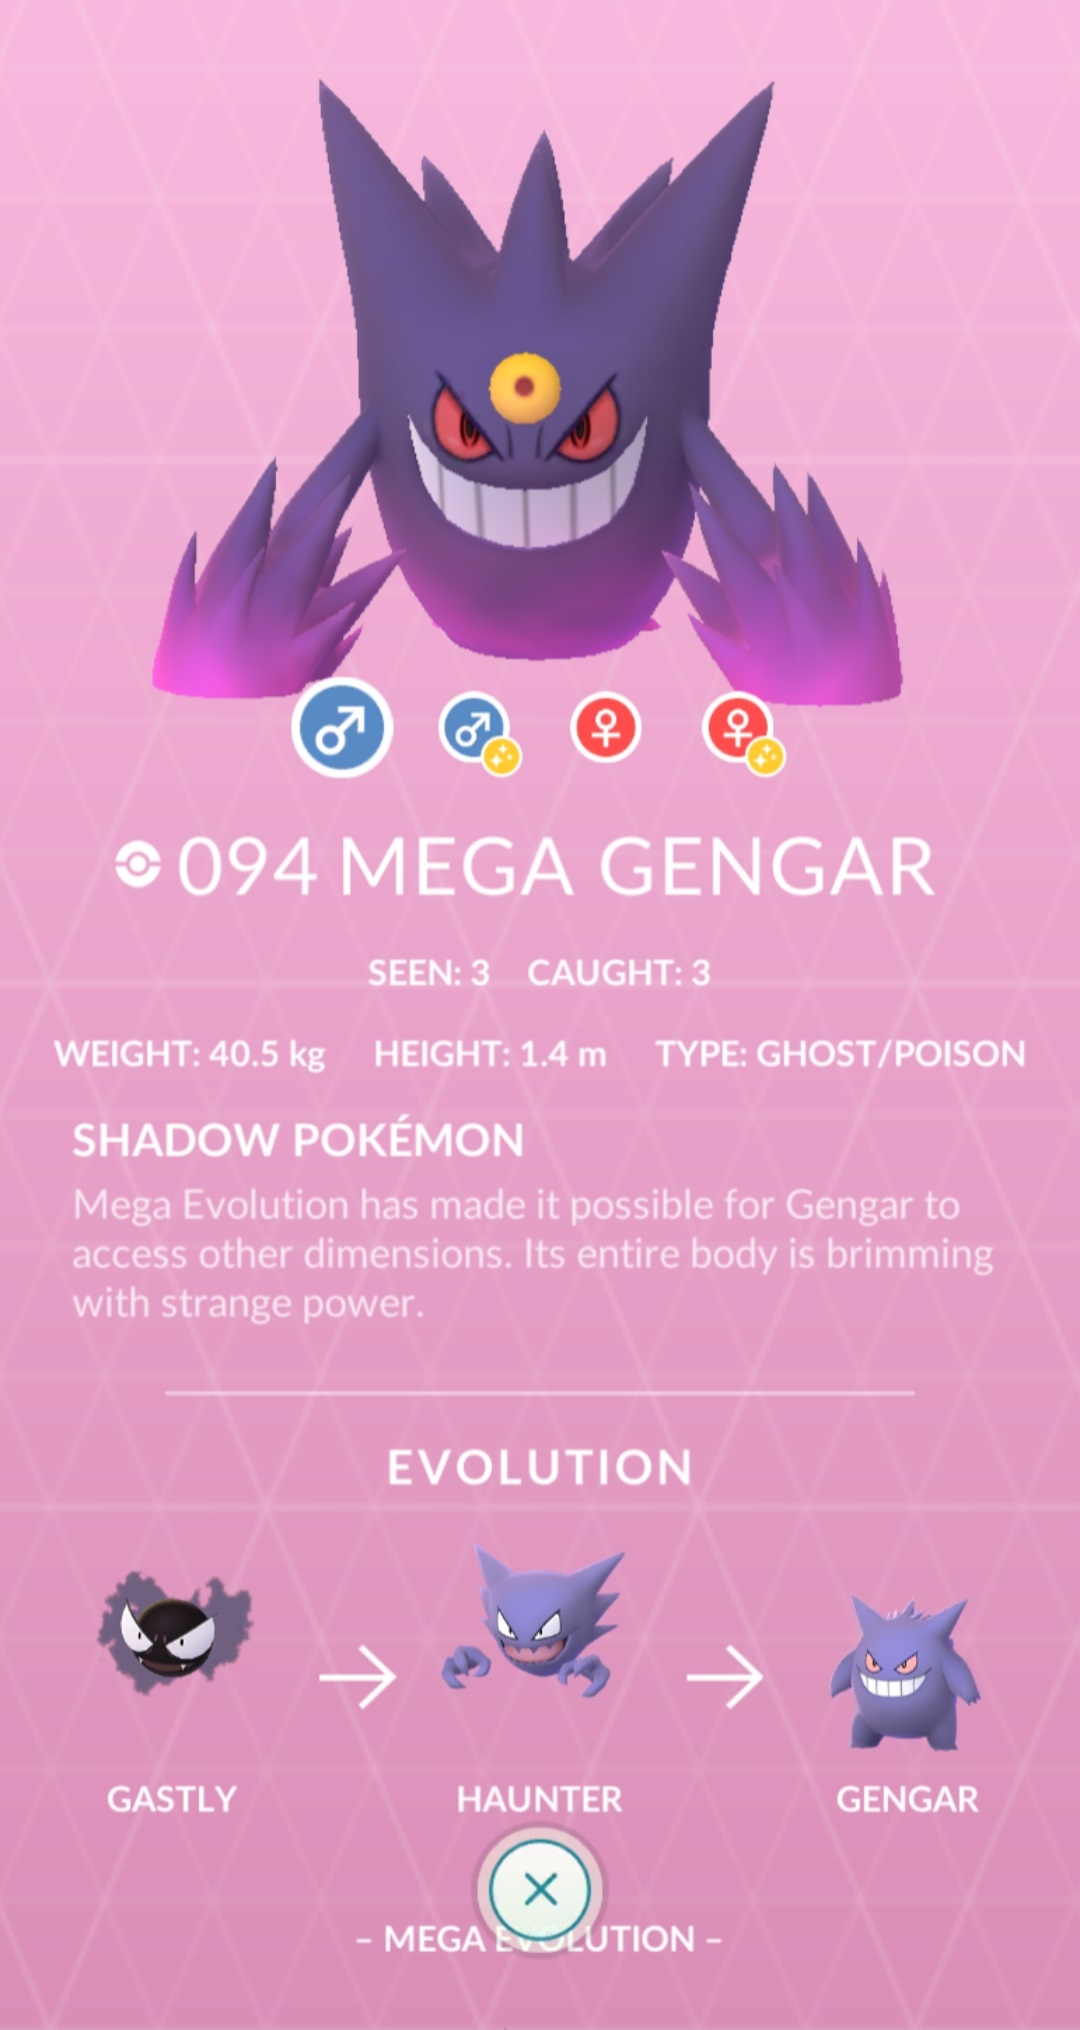 094 MEGA GENGAR
SEEN: 3 CAUGHT: 3
WEIGHT: 40.5 kg HEIGHT: 1.4 m TYPE: GHOST/POISON
SHADOW POKÉMON
Mega Evolution has made it possible for Gengar to
access other dimensions. Its entire body is brimming
with strange power.
EVOLUTION
GASTLY HAUNTER GENGAR
– MEGA EVOLUTION –